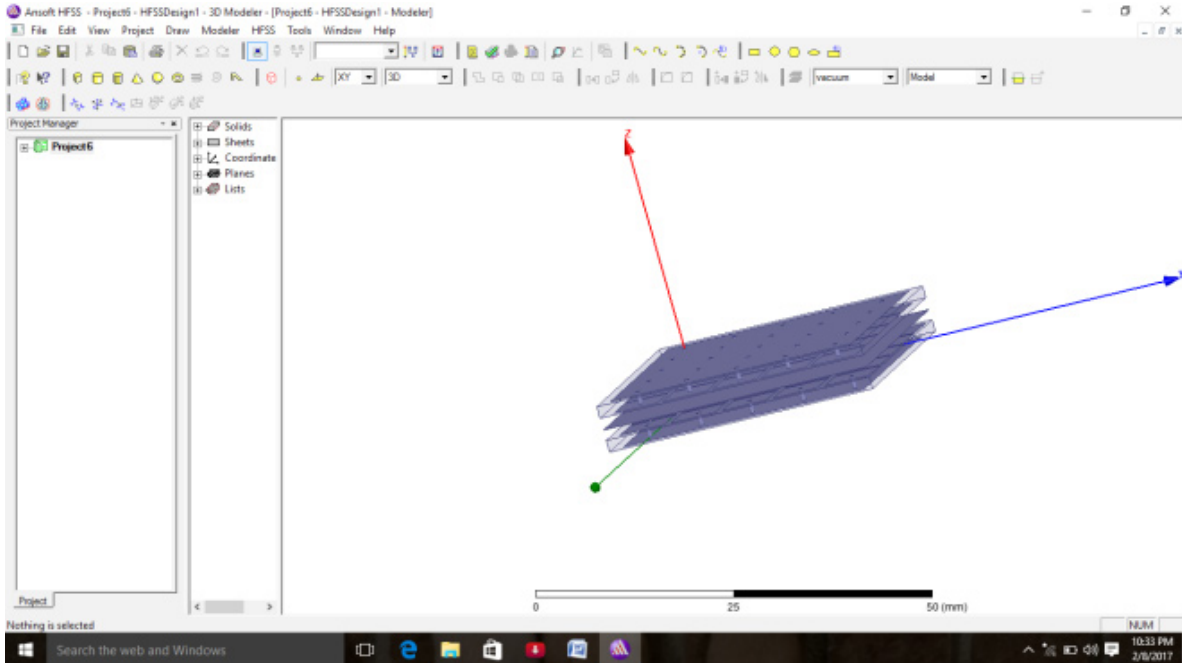 Ansoft HFSS - Project6 - HFSSDesign1 - 3D Modeler - [Project6 - HFSSDesign1 - Modeler]
File Edit View Project Draw Modeler HFSS Tools Window Help
XY 3D vacuum Model
Project Manager
Project6
Solids
Sheets
Coordinate
Planes
Lists
Z
X
0 25 50 (mm)
Project
Nothing is selected
NUM
Search the web and Windows
10:33 PM
2/8/2017